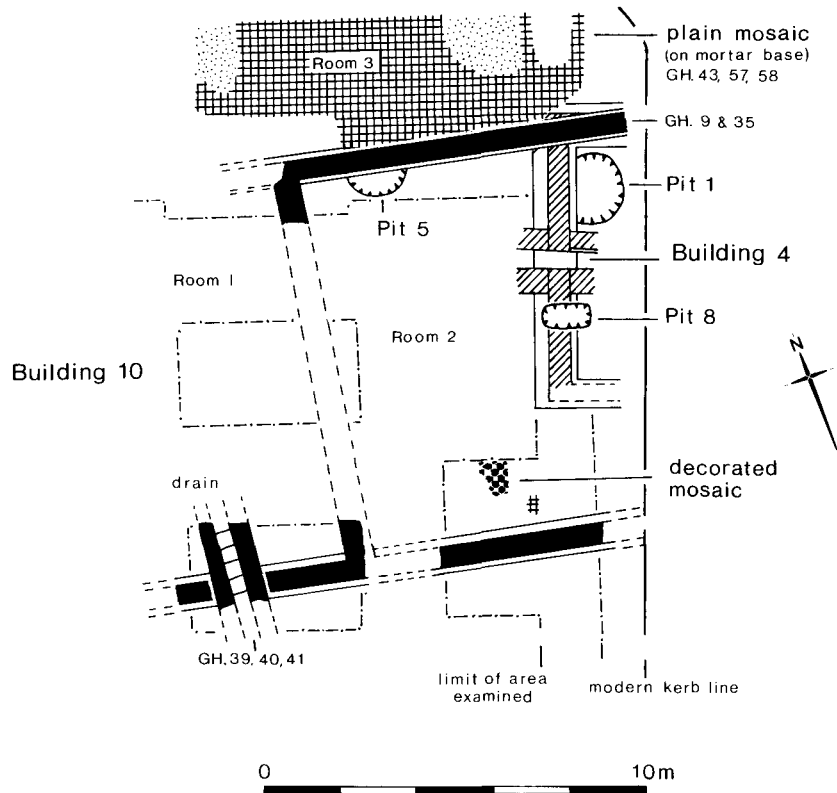 plain mosaic
(on mortar base)
GH. 43, 57, 58
Room 3
GH. 9 & 35
Pit 1
Pit 5
Building 4
Room 1
Pit 8
Room 2
Building 10
N
decorated
mosaic
drain
GH. 39, 40, 41
limit of area
examined
modern kerb line
0
10m